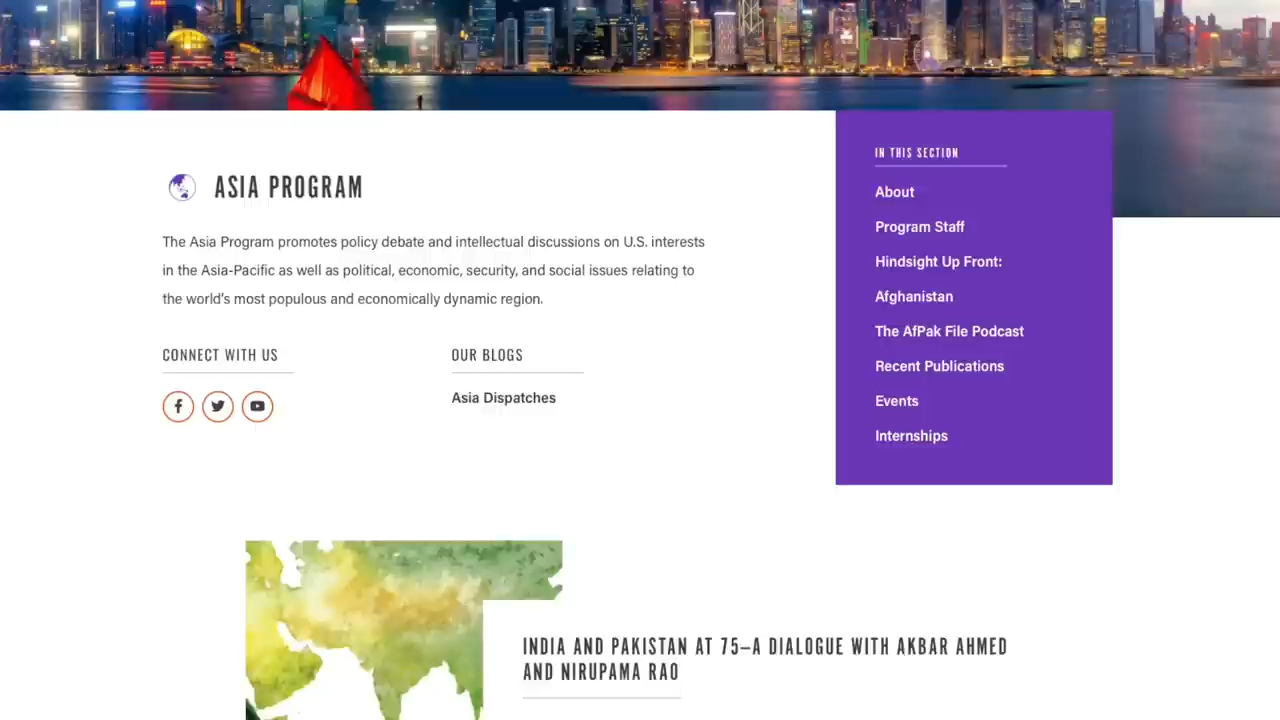 ASIA PROGRAM
The Asia Program promotes policy debate and intellectual discussions on U.S. interests
in the Asia-Pacific as well as political, economic, security, and social issues relating to
the world's most populous and economically dynamic region.
CONNECT WITH US
OUR BLOGS
Asia Dispatches
IN THIS SECTION
About
Program Staff
Hindsight Up Front:
Afghanistan
The AfPak File Podcast
Recent Publications
Events
Internships
INDIA AND PAKISTAN AT 75—A DIALOGUE WITH AKBAR AHMED
AND NIRUPAMA RAO